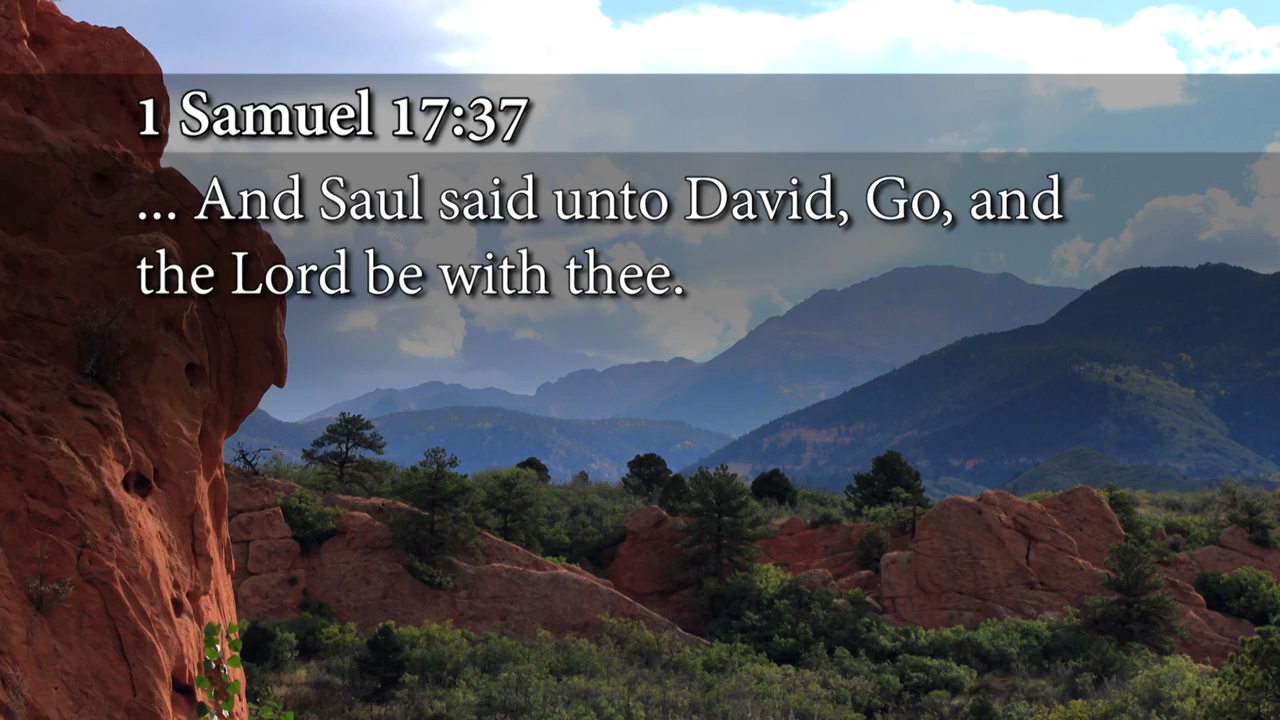 1 Samuel 17:37
... And Saul said unto David, Go, and
the Lord be with thee.